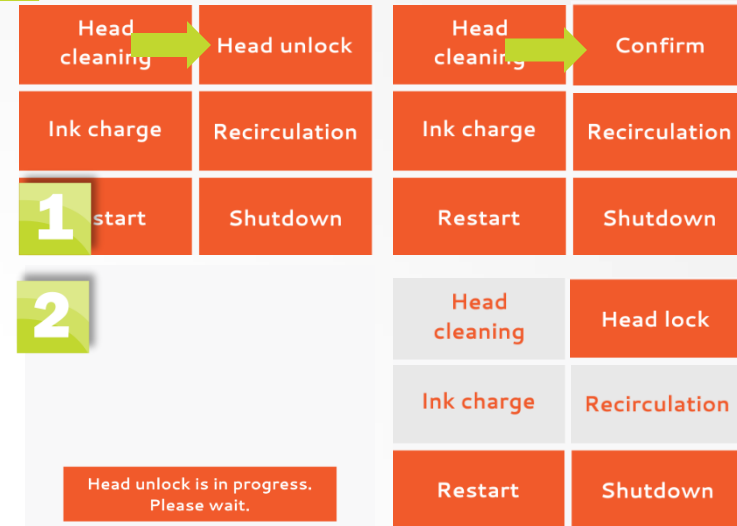 Head
cleaning
Head unlock
Head
cleaning
Confirm
Ink charge
Recirculation
Ink charge
Recirculation
1
start
Shutdown
Restart
Shutdown
2
Head
cleaning
Head lock
Ink charge
Recirculation
Head unlock is in progress.
Please wait.
Restart
Shutdown